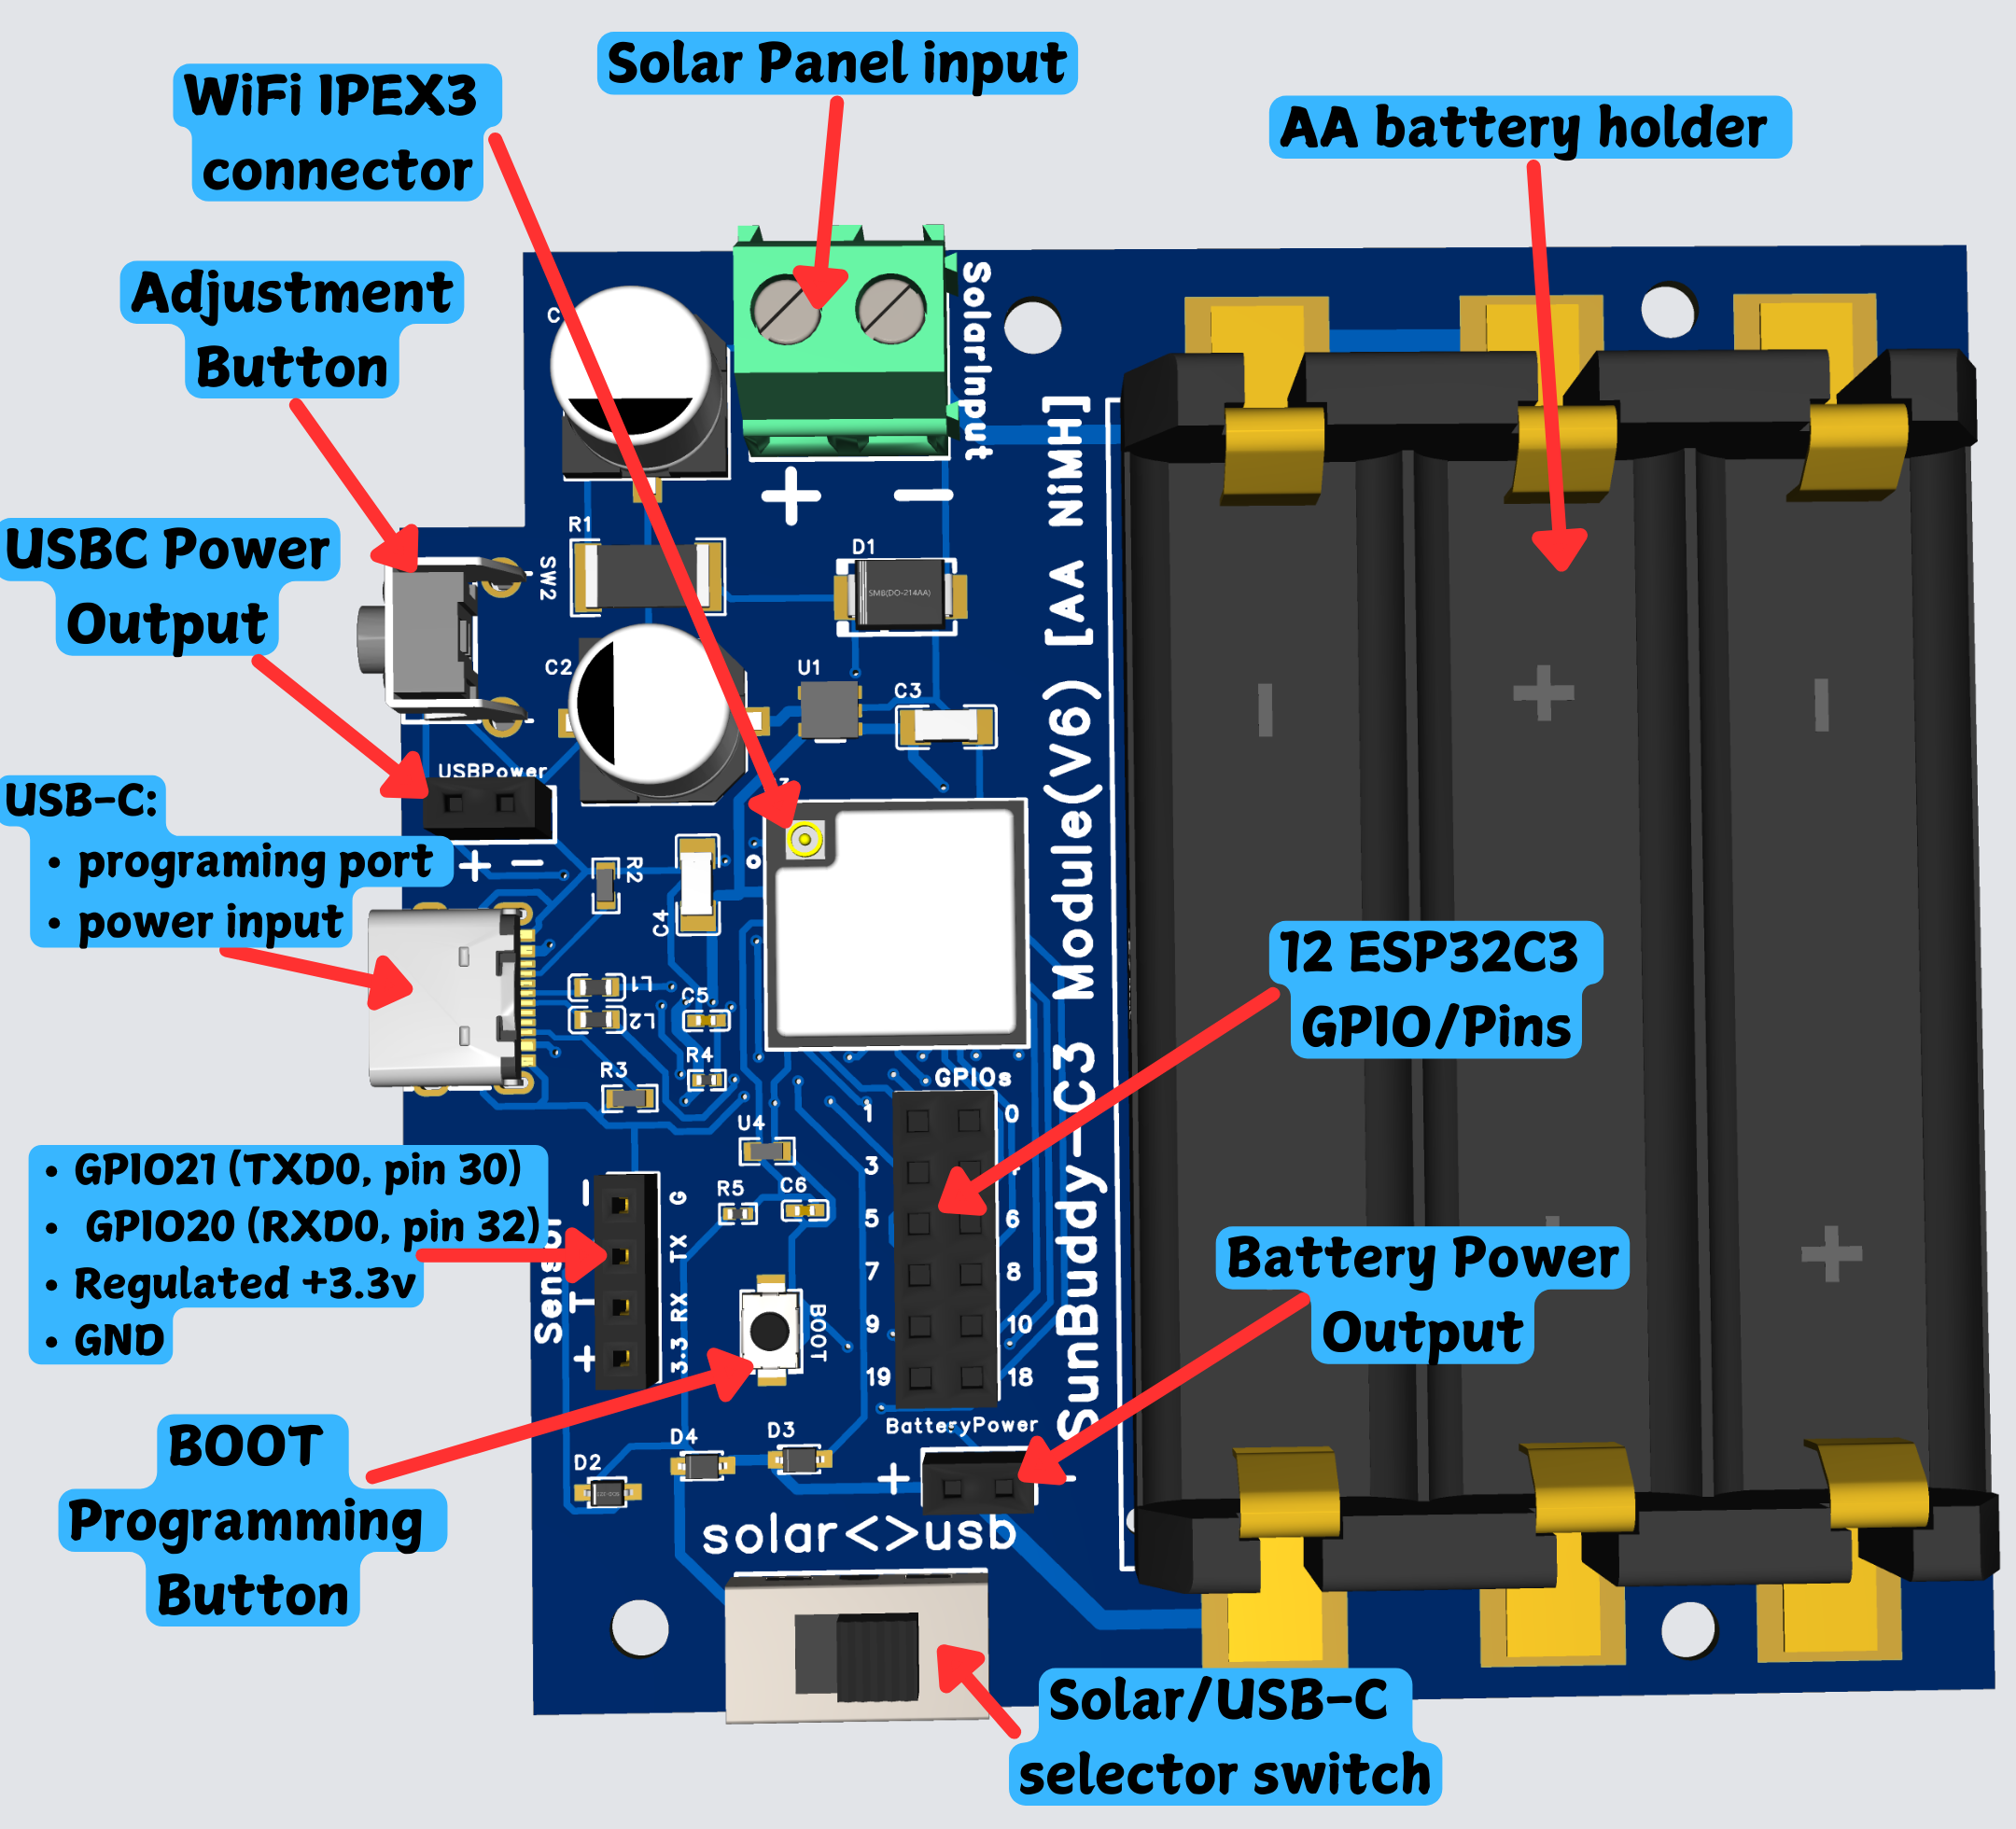 Solar Panel input
WiFi IPEX3
connector
AA battery holder
Adjustment
Button
USBC Power
Output
USB-C:
• programing port
• power input
12 ESP32C3
GPIO/Pins
• GPIO21 (TXD0, pin 30)
• GPIO20 (RXD0, pin 32)
• Regulated +3.3v
• GND
Battery Power
Output
BOOT
Programming
Button
Solar/USB-C
selector switch
SolarInput
+ −
C
R1
SW2
D1
SMB(DO-214AA)
C2
U1
C3
USBPower
+ −
R2
C4
L1
L2
C5
R4
R3
U4
R5
C6
GPIOs
1 0
3
5 6
7 8
9 10
19 18
G
TX
RX
3.3
−
T
+
BOOT
D4
D3
D2
BatteryPower
+ -
solar<>usb
SunBuddy-C3 Module(V6) [AA NiMH]
− + −
+